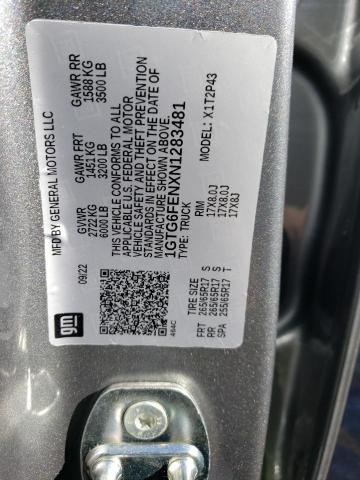 MFD BY GENERAL MOTORS LLC
09/22
GVWR
2722 KG
6000 LB
GAWR FRT
1451 KG
3200 LB
GAWR RR
1588 KG
3500 LB
THIS VEHICLE CONFORMS TO ALL
APPLICABLE U.S. FEDERAL MOTOR
VEHICLE SAFETY AND THEFT PREVENTION
STANDARDS IN EFFECT ON THE DATE OF
MANUFACTURE SHOWN ABOVE.
1GTG6FENXN1283481
TYPE: TRUCK
MODEL: X1T2P43
TIRE SIZE
RIM
FRT 265/65R17 S 17X8.0J
RR 265/65R17 S 17X8.0J
SPA 255/65R17 T 17X8J
gm
464C